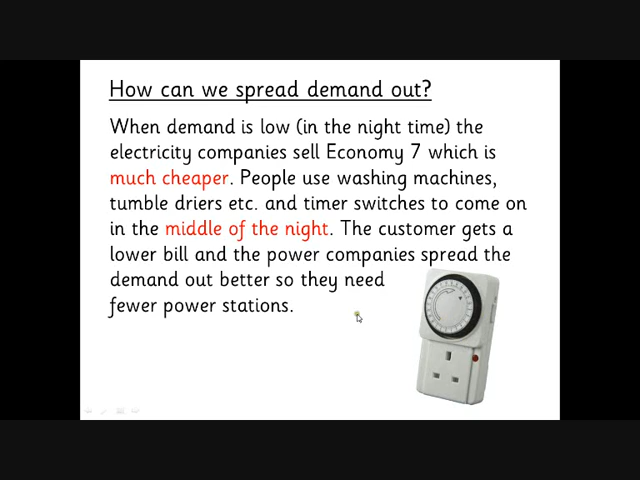 How can we spread demand out?
When demand is low (in the night time) the
electricity companies sell Economy 7 which is
much cheaper. People use washing machines,
tumble driers etc. and timer switches to come on
in the middle of the night. The customer gets a
lower bill and the power companies spread the
demand out better so they need
fewer power stations.